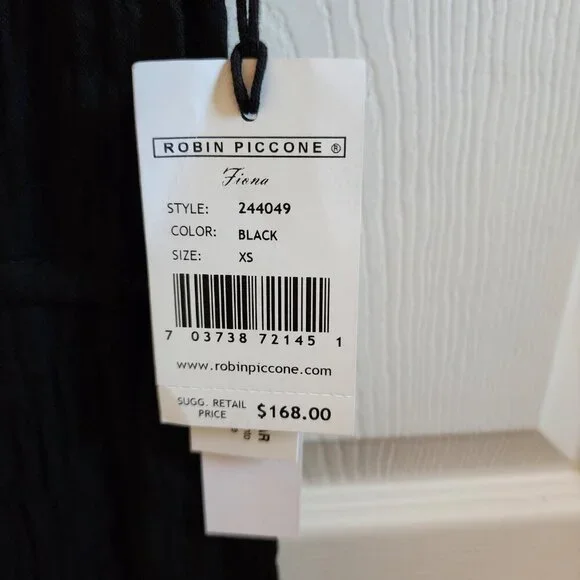 ROBIN PICCONE ®
Fiona
STYLE: 244049
COLOR: BLACK
SIZE: XS
7 03738 72145 1
www.robinpiccone.com
SUGG. RETAIL
PRICE $168.00